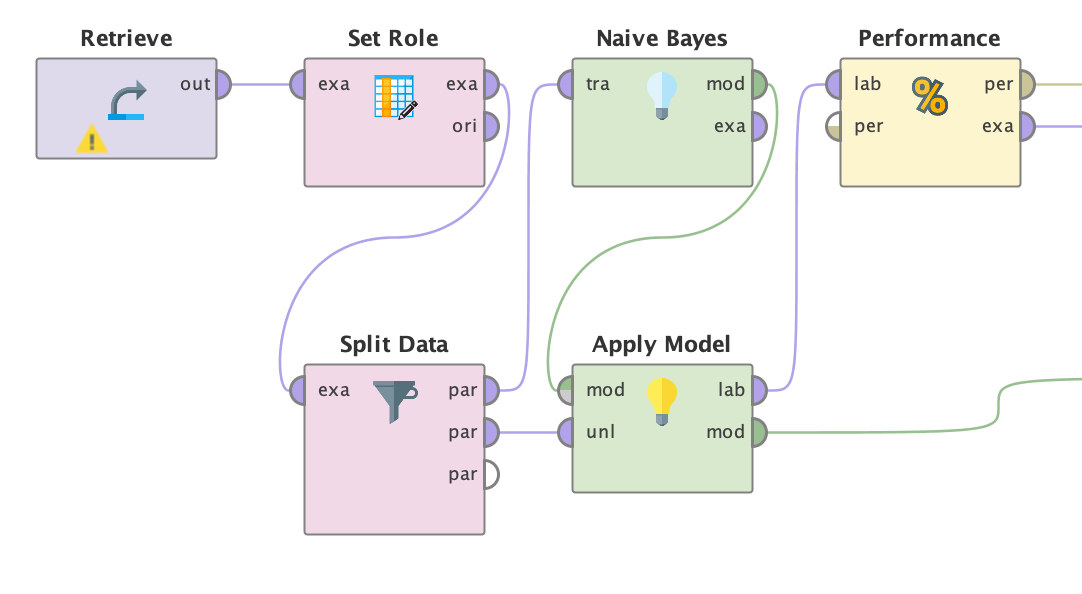 Retrieve
out
Set Role
exa exa
ori
Naive Bayes
tra mod
exa
Performance
lab per
per exa
Split Data
exa par
par
par
Apply Model
mod lab
unl mod